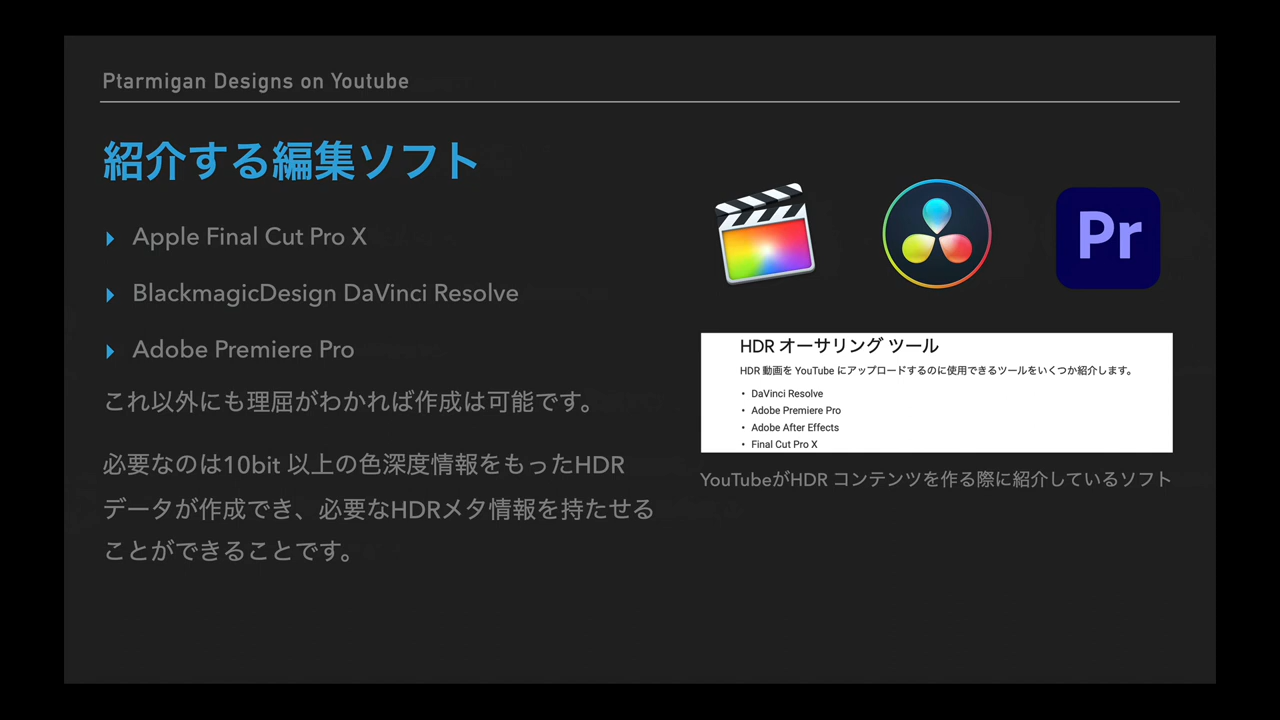 Ptarmigan Designs on Youtube
紹介する編集ソフト
Apple Final Cut Pro X
BlackmagicDesign DaVinci Resolve
Adobe Premiere Pro
これ以外にも理屈がわかれば作成は可能です。
必要なのは10bit 以上の色深度情報をもったHDR
データが作成でき、必要なHDRメタ情報を持たせる
ことができることです。
Pr
HDR オーサリング ツール
HDR 動画を YouTube にアップロードするのに使用できるツールをいくつか紹介します。
• DaVinci Resolve
• Adobe Premiere Pro
• Adobe After Effects
• Final Cut Pro X
YouTubeがHDR コンテンツを作る際に紹介しているソフト